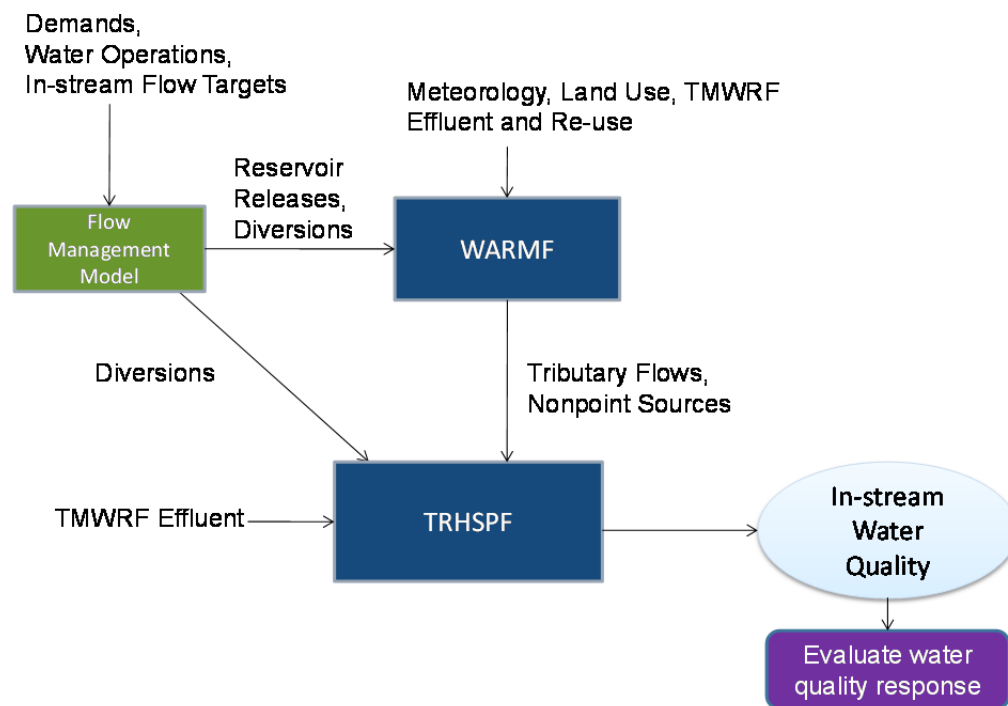 Demands,
Water Operations,
In-stream Flow Targets
Meteorology, Land Use, TMWRF
Effluent and Re-use
Reservoir
Releases,
Diversions
Flow
Management
Model
WARMF
Diversions
Tributary Flows,
Nonpoint Sources
TMWRF Effluent
TRHSPF
In-stream
Water
Quality
Evaluate water
quality response